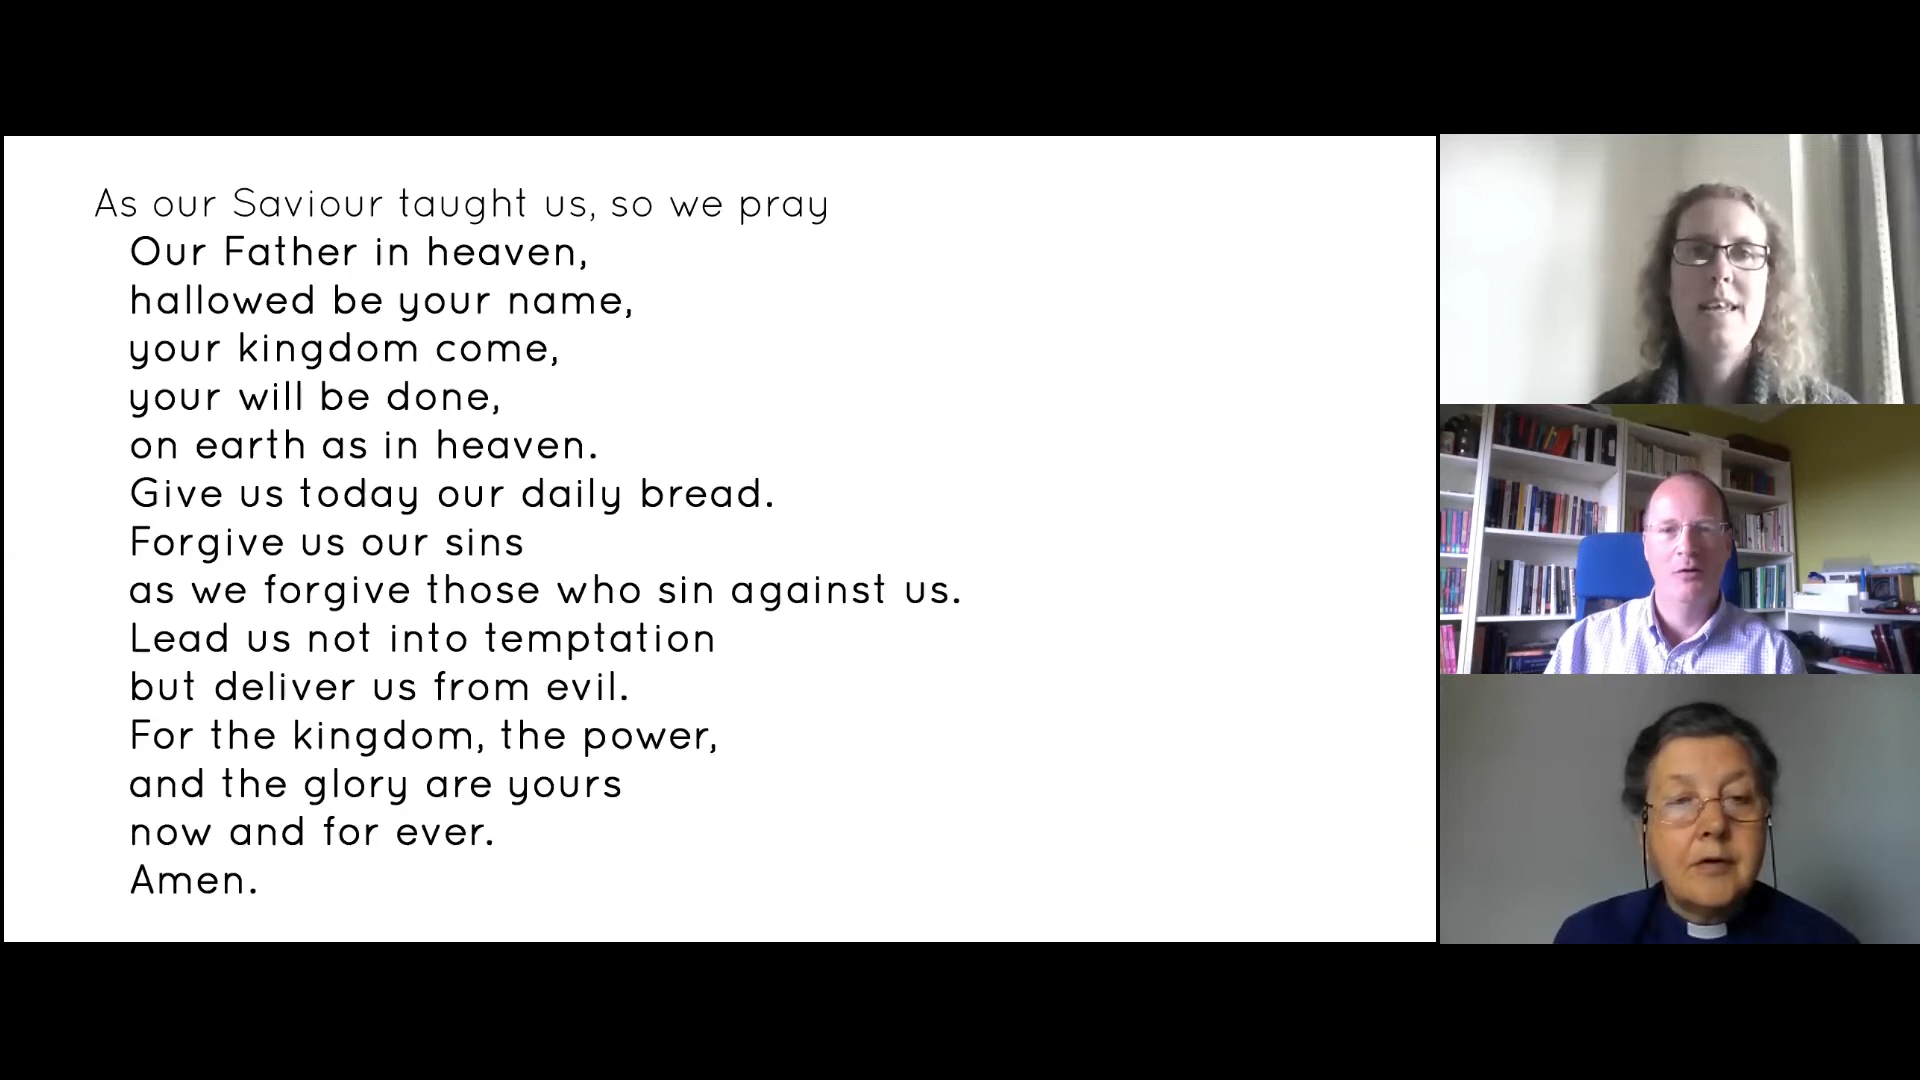 As our Saviour taught us, so we pray
Our Father in heaven,
hallowed be your name,
your kingdom come,
your will be done,
on earth as in heaven.
Give us today our daily bread.
Forgive us our sins
as we forgive those who sin against us.
Lead us not into temptation
but deliver us from evil.
For the kingdom, the power,
and the glory are yours
now and for ever.
Amen.